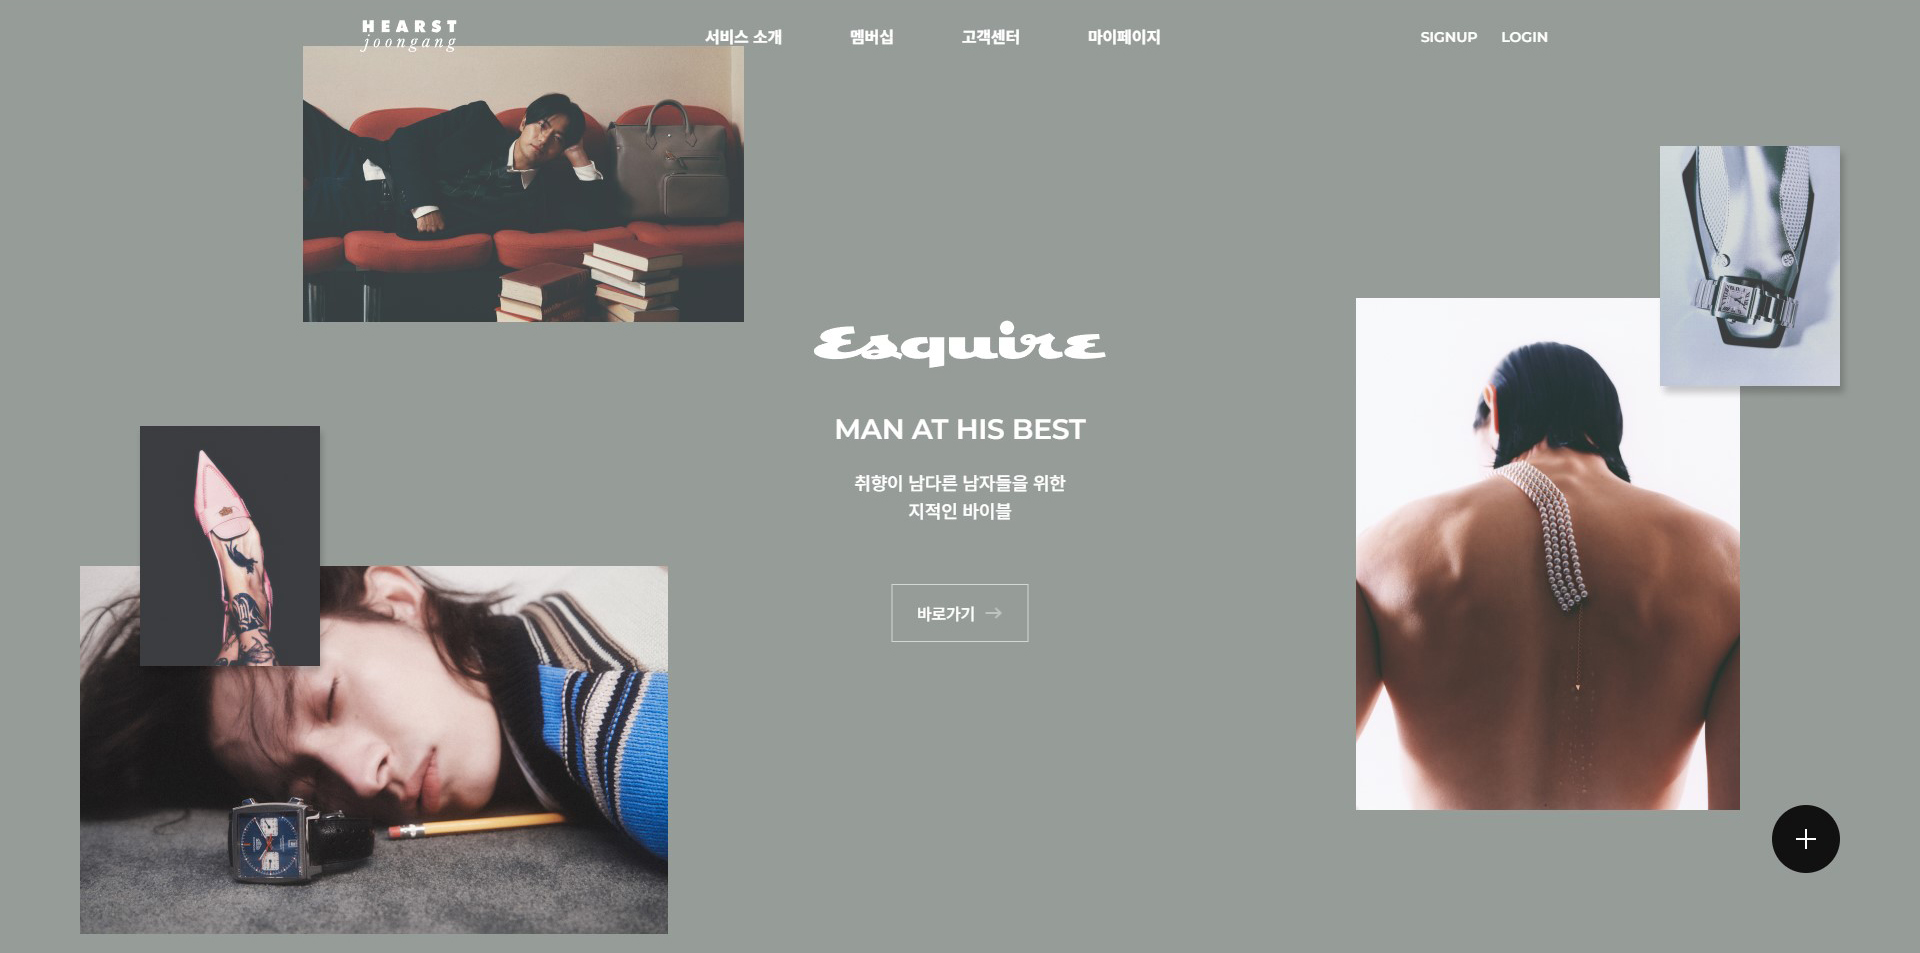 HEARST
joongang
서비스 소개
멤버십
고객센터
마이페이지
SIGNUP
LOGIN
Esquire
MAN AT HIS BEST
취향이 남다른 남자들을 위한
지적인 바이블
바로가기